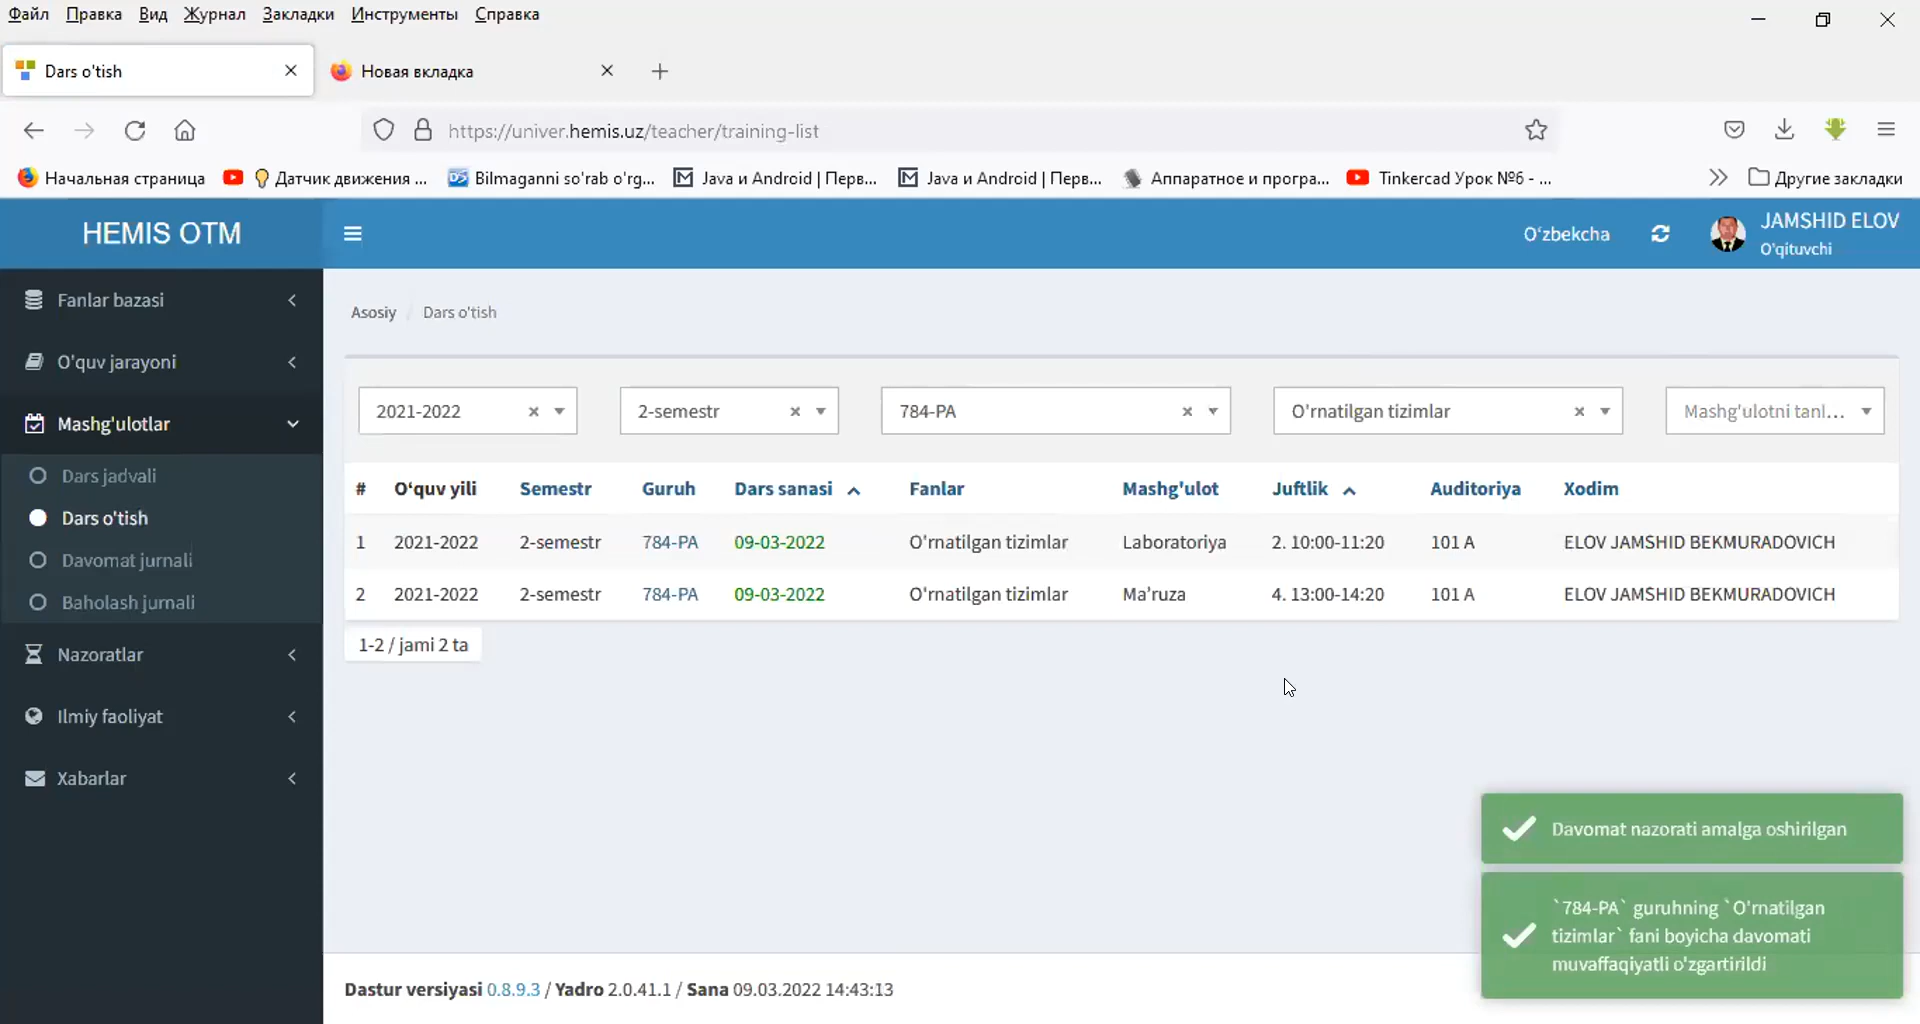 Файл Правка Вид Журнал Закладки Инструменты Справка
Dars o'tish
Новая вкладка
https://univer.hemis.uz/teacher/training-list
Начальная страница
Датчик движения ...
Bilmaganni so'rab o'rg...
Java и Android | Перв...
Java и Android | Перв...
Аппаратное и програ...
Tinkercad Урок №6 - ...
Другие закладки
HEMIS OTM
O‘zbekcha
JAMSHID ELOV
O'qituvchi
Fanlar bazasi
O'quv jarayoni
Mashg'ulotlar
Dars jadvali
Dars o'tish
Davomat jurnali
Baholash jurnali
Nazoratlar
Ilmiy faoliyat
Xabarlar
Asosiy / Dars o'tish
2021-2022 × 2-semestr × 784-PA × O'rnatilgan tizimlar × Mashg'ulotni tanl...
# O‘quv yili Semestr Guruh Dars sanasi Fanlar Mashg'ulot Juftlik Auditoriya Xodim
1 2021-2022 2-semestr 784-PA 09-03-2022 O'rnatilgan tizimlar Laboratoriya 2. 10:00-11:20 101 A ELOV JAMSHID BEKMURADOVICH
2 2021-2022 2-semestr 784-PA 09-03-2022 O'rnatilgan tizimlar Ma’ruza 4. 13:00-14:20 101 A ELOV JAMSHID BEKMURADOVICH
1-2 / jami 2 ta
Davomat nazorati amalga oshirilgan
`784-PA` guruhning `O'rnatilgan
tizimlar` fani boyicha davomati
muvaffaqiyatli o'zgartirildi
Dastur versiyasi 0.8.9.3 / Yadro 2.0.41.1 / Sana 09.03.2022 14:43:13